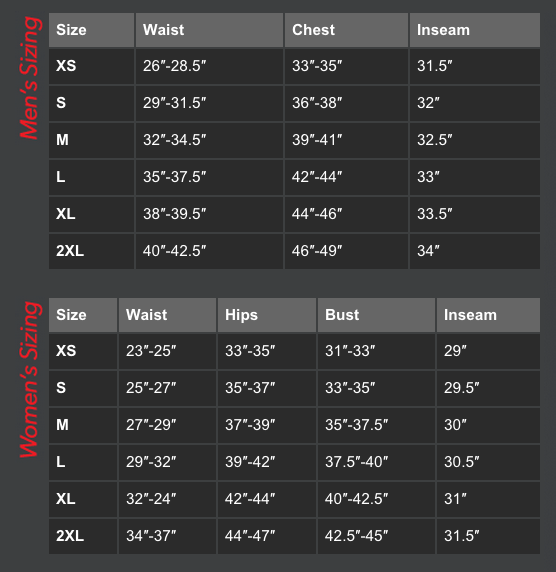 Men's Sizing
Size Waist Chest Inseam
XS 26″-28.5″ 33″-35″ 31.5″
S 29″-31.5″ 36″-38″ 32″
M 32″-34.5″ 39″-41″ 32.5″
L 35″-37.5″ 42″-44″ 33″
XL 38″-39.5″ 44″-46″ 33.5″
2XL 40″-42.5″ 46″-49″ 34″
Women's Sizing
Size Waist Hips Bust Inseam
XS 23″-25″ 33″-35″ 31″-33″ 29″
S 25″-27″ 35″-37″ 33″-35″ 29.5″
M 27″-29″ 37″-39″ 35″-37.5″ 30″
L 29″-32″ 39″-42″ 37.5″-40″ 30.5″
XL 32″-24″ 42″-44″ 40″-42.5″ 31″
2XL 34″-37″ 44″-47″ 42.5″-45″ 31.5″